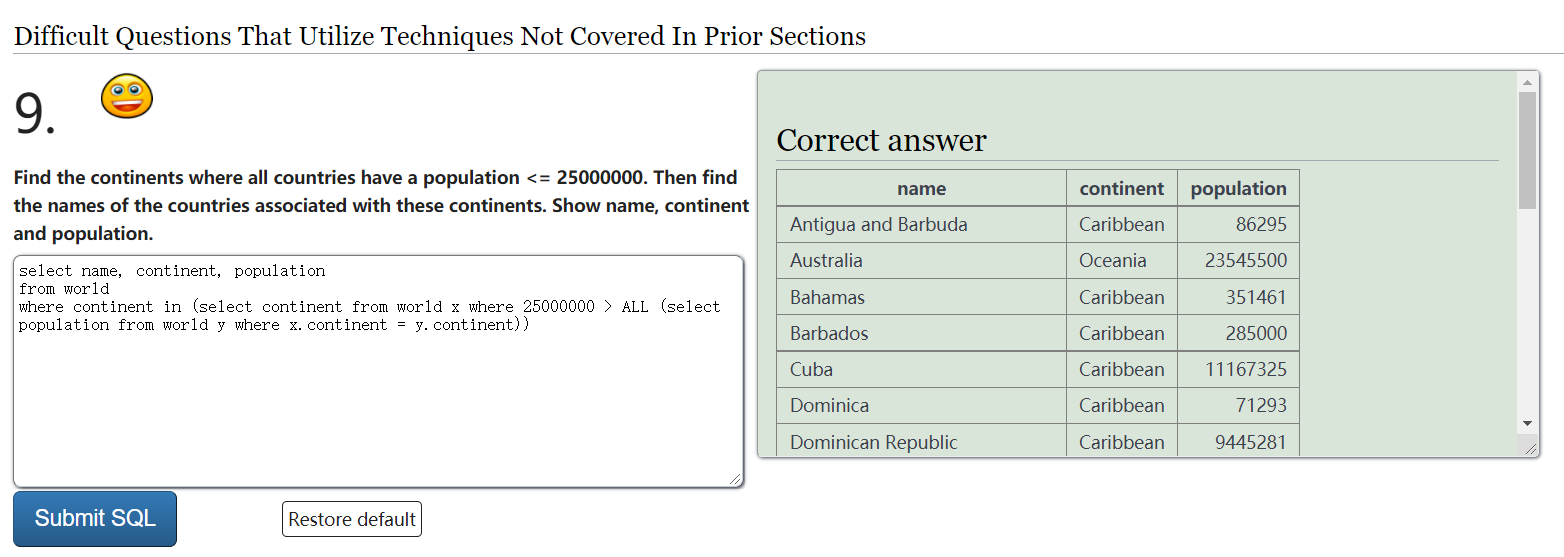 Difficult Questions That Utilize Techniques Not Covered In Prior Sections
9.
Find the continents where all countries have a population <= 25000000. Then find
the names of the countries associated with these continents. Show name, continent
and population.
select name, continent, population
from world
where continent in (select continent from world x where 25000000 > ALL (select
population from world y where x.continent = y.continent))
Submit SQL
Restore default
Correct answer
name continent population
Antigua and Barbuda Caribbean 86295
Australia Oceania 23545500
Bahamas Caribbean 351461
Barbados Caribbean 285000
Cuba Caribbean 11167325
Dominica Caribbean 71293
Dominican Republic Caribbean 9445281